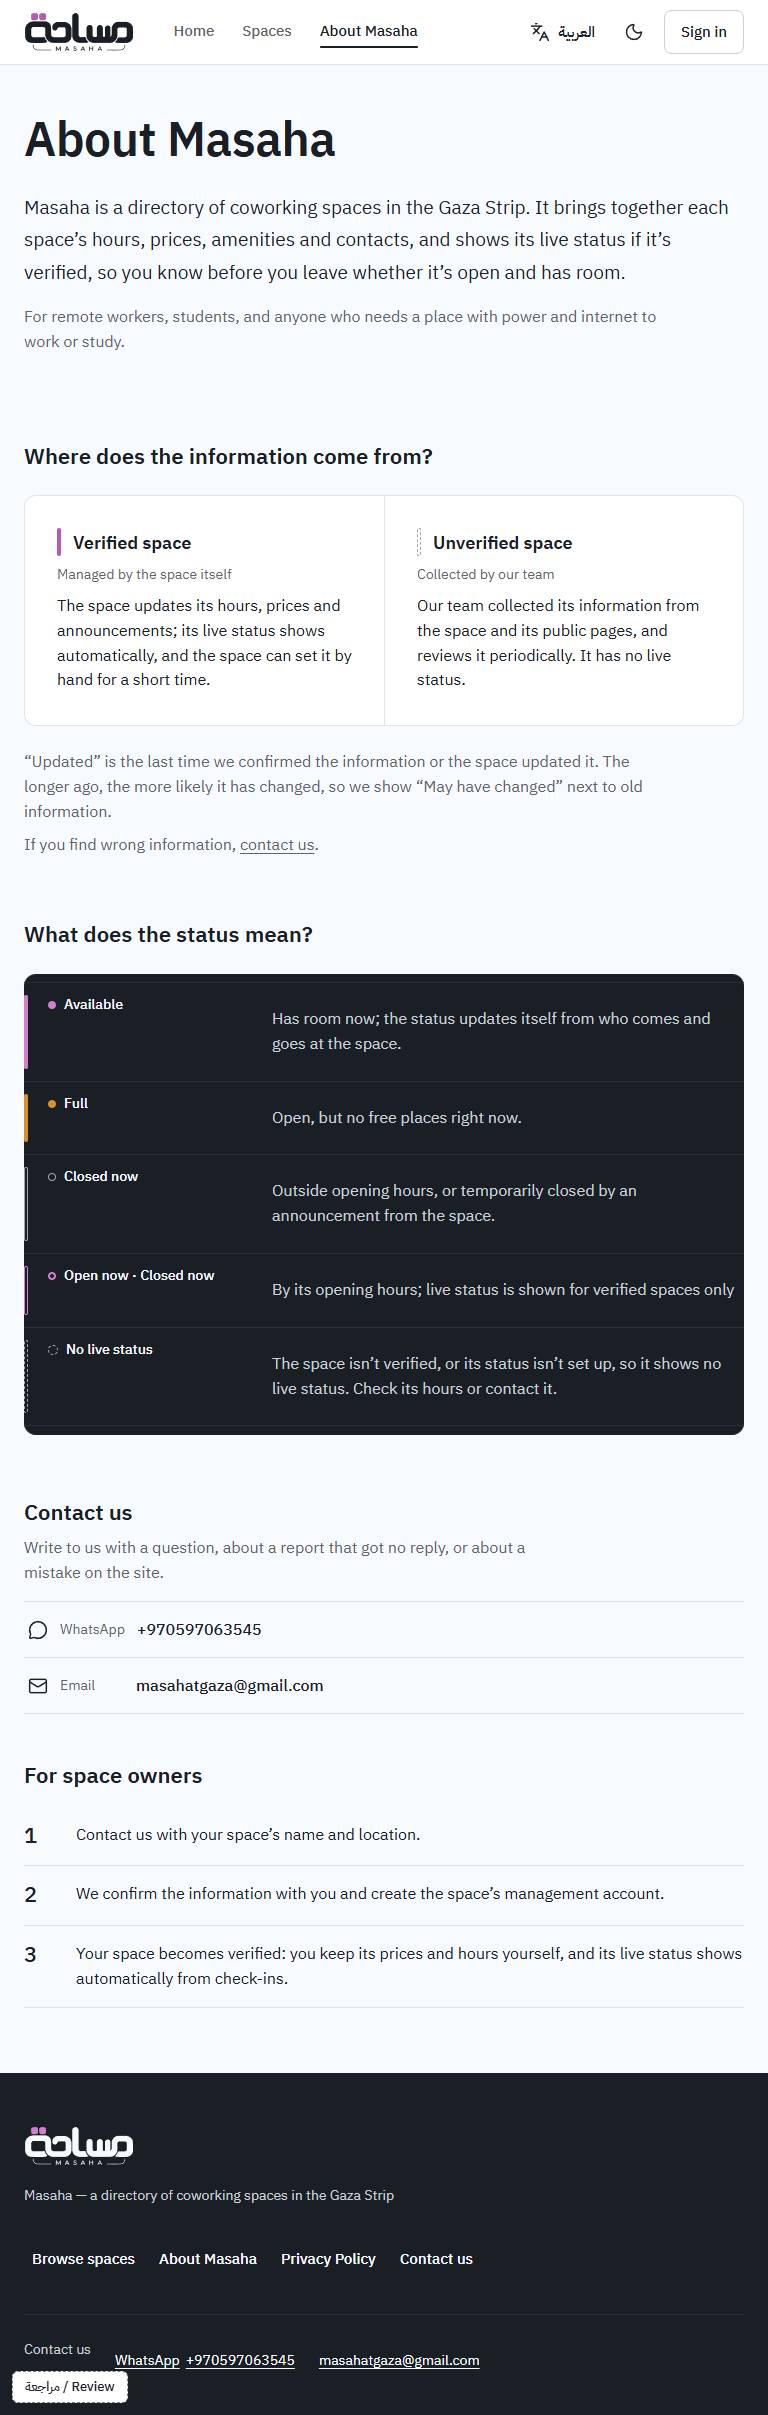 مساحة
MASAHA
Home Spaces About Masaha العربية Sign in
About Masaha
Masaha is a directory of coworking spaces in the Gaza Strip. It brings together each
space’s hours, prices, amenities and contacts, and shows its live status if it’s
verified, so you know before you leave whether it’s open and has room.
For remote workers, students, and anyone who needs a place with power and internet to
work or study.
Where does the information come from?
Verified space
Managed by the space itself
The space updates its hours, prices and
announcements; its live status shows
automatically, and the space can set it by
hand for a short time.
Unverified space
Collected by our team
Our team collected its information from
the space and its public pages, and
reviews it periodically. It has no live
status.
“Updated” is the last time we confirmed the information or the space updated it. The
longer ago, the more likely it has changed, so we show “May have changed” next to old
information.
If you find wrong information, contact us.
What does the status mean?
Available
Has room now; the status updates itself from who comes and
goes at the space.
Full
Open, but no free places right now.
Closed now
Outside opening hours, or temporarily closed by an
announcement from the space.
Open now · Closed now
By its opening hours; live status is shown for verified spaces only
No live status
The space isn’t verified, or its status isn’t set up, so it shows no
live status. Check its hours or contact it.
Contact us
Write to us with a question, about a report that got no reply, or about a
mistake on the site.
WhatsApp +970597063545
Email masahatgaza@gmail.com
For space owners
1 Contact us with your space’s name and location.
2 We confirm the information with you and create the space’s management account.
3 Your space becomes verified: you keep its prices and hours yourself, and its live status shows
automatically from check-ins.
مساحة
MASAHA
Masaha — a directory of coworking spaces in the Gaza Strip
Browse spaces About Masaha Privacy Policy Contact us
Contact us
WhatsApp +970597063545 masahatgaza@gmail.com
مراجعة / Review